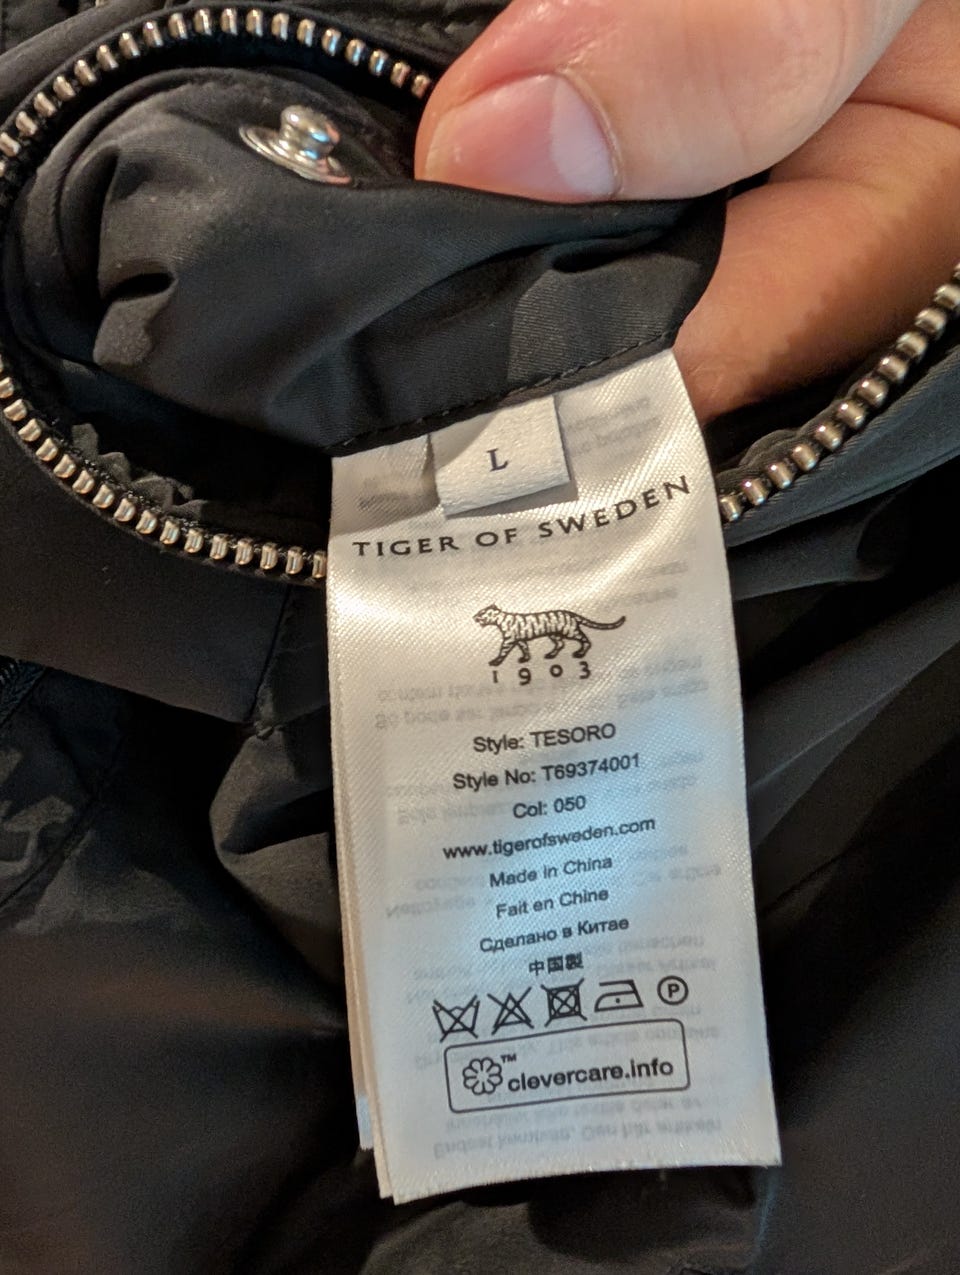 L
TIGER OF SWEDEN
1903
Style: TESORO
Style No: T69374001
Col: 050
www.tigerofsweden.com
Made in China
Fait en Chine
Сделано в Китае
中国製
P
™ clevercare.info